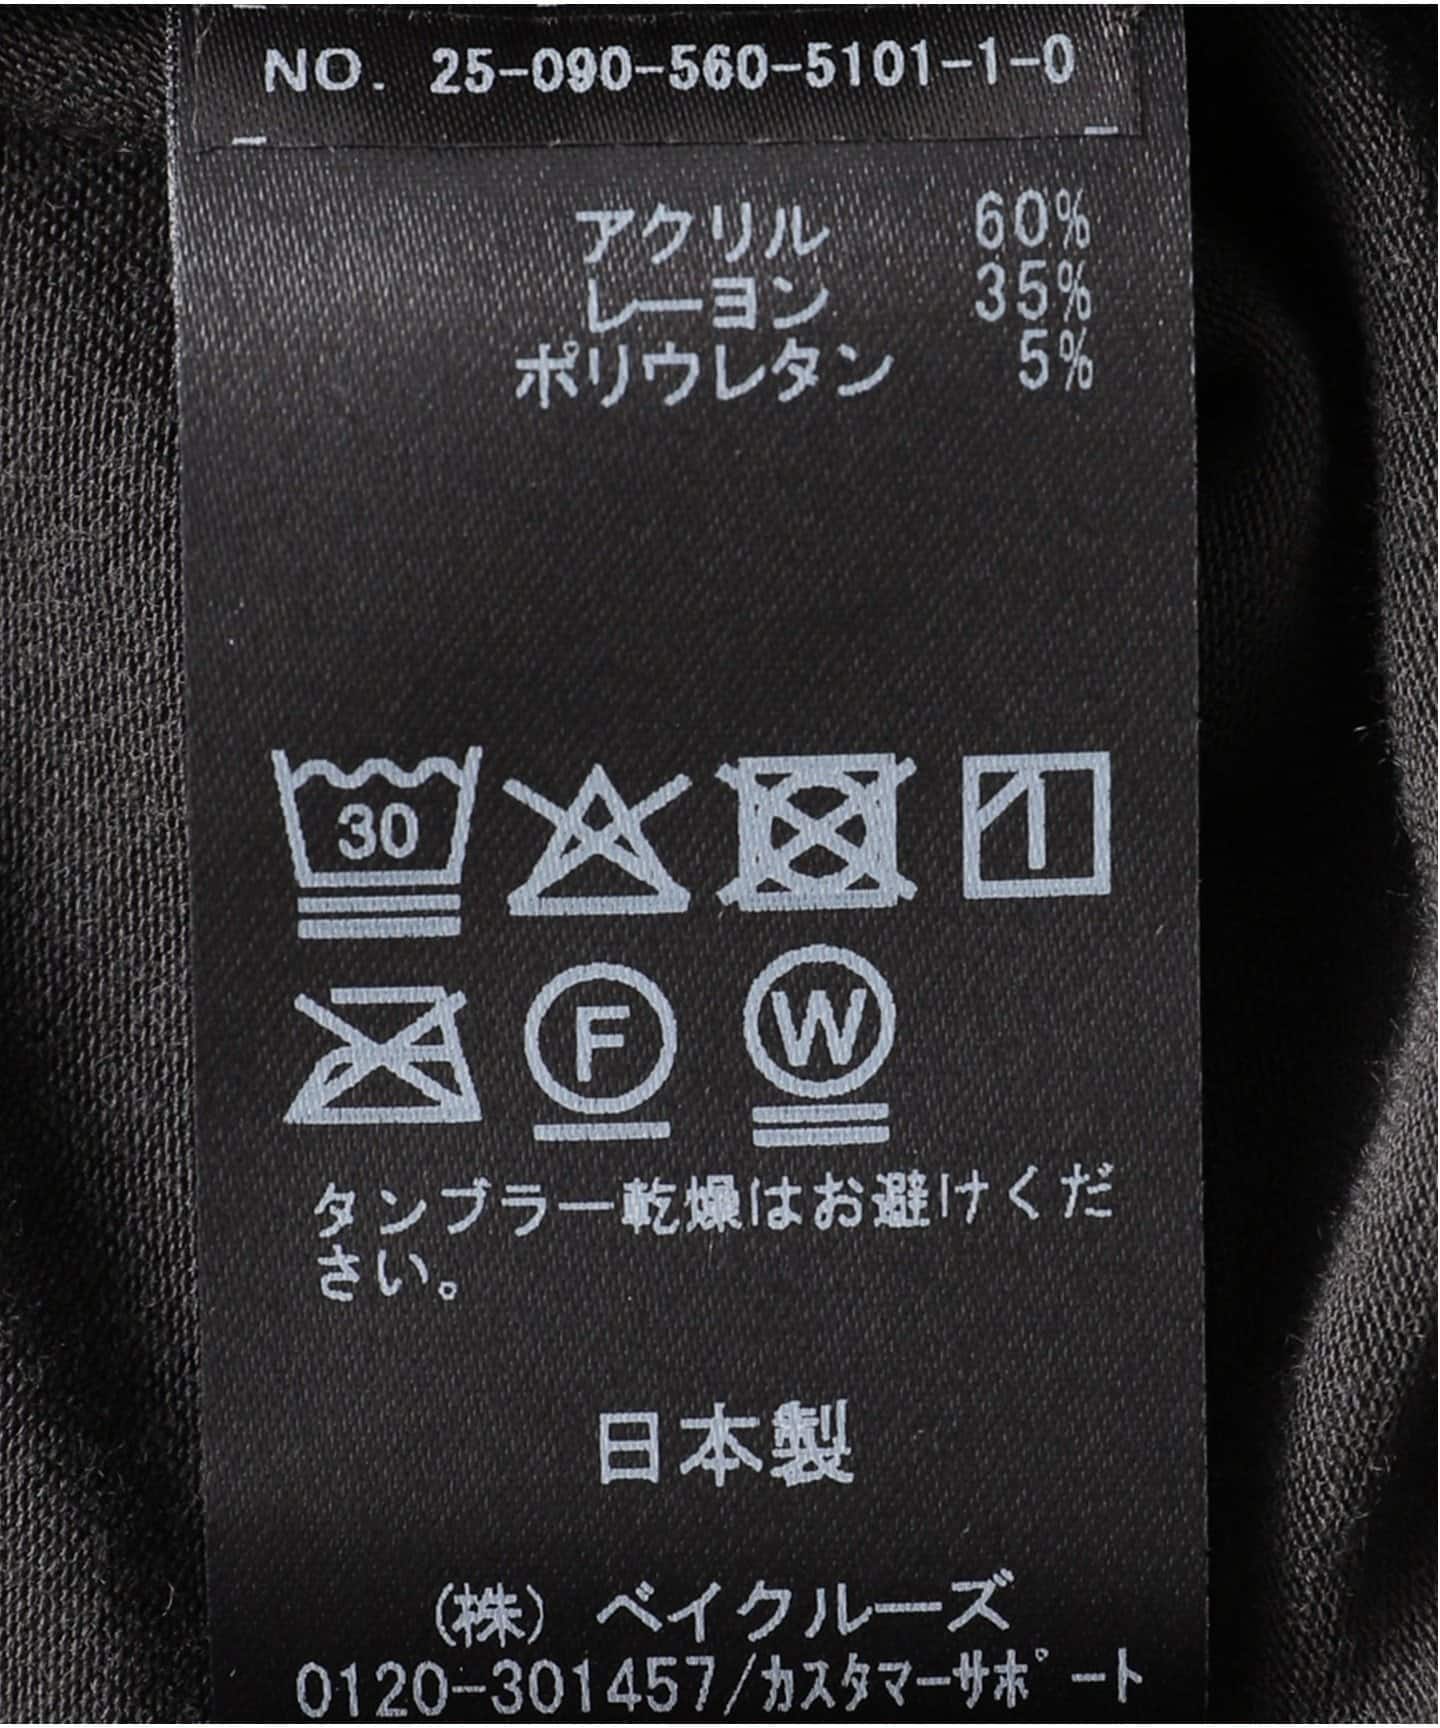 NO. 25-090-560-5101-1-0
アクリル 60%
レーヨン 35%
ポリウレタン 5%
30
F W
タンブラー乾燥はお避けくだ
さい。
日本製
(株) ベイクルーズ
0120-301457/ｶｽﾀﾏｰｻﾎﾟｰﾄ